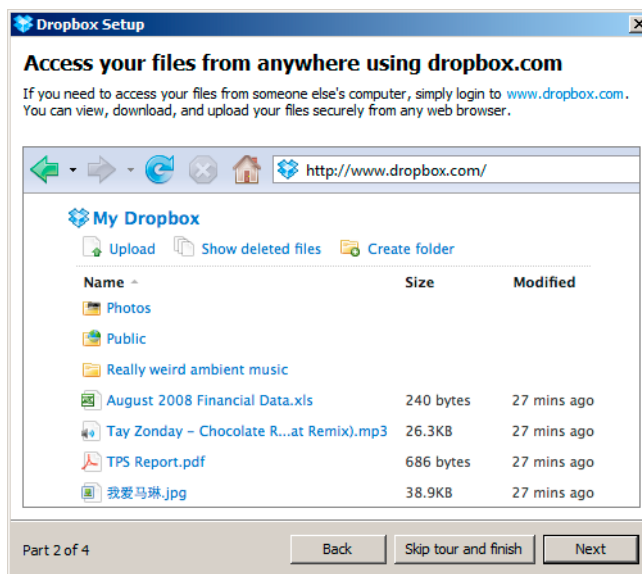 Dropbox Setup
Access your files from anywhere using dropbox.com
If you need to access your files from someone else's computer, simply login to www.dropbox.com.
You can view, download, and upload your files securely from any web browser.
http://www.dropbox.com/
My Dropbox
Upload Show deleted files Create folder
Name Size Modified
Photos
Public
Really weird ambient music
August 2008 Financial Data.xls 240 bytes 27 mins ago
Tay Zonday – Chocolate R...at Remix).mp3 26.3KB 27 mins ago
TPS Report.pdf 686 bytes 27 mins ago
我爱马琳.jpg 38.9KB 27 mins ago
Part 2 of 4 Back Skip tour and finish Next